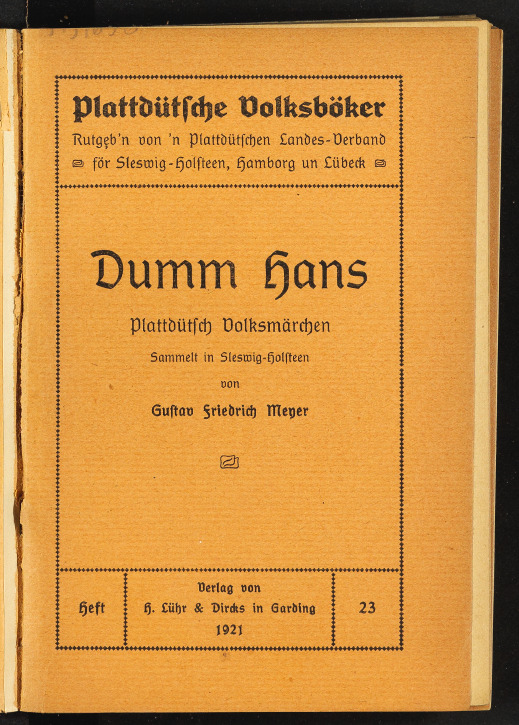 Plattdütſche Volksböker
Rutgęb'n von 'n Plattdütſchen Landes-Verband
för Sleswig-Holſteen, Hamborg un Lübeck
Dumm Hans
Plattdütſch Volksmärchen
Sammelt in Sleswig-Holſteen
von
Guſtav Friedrich Meyer
Verlag von
Heft H. Lühr & Dircks in Garding 23
1921